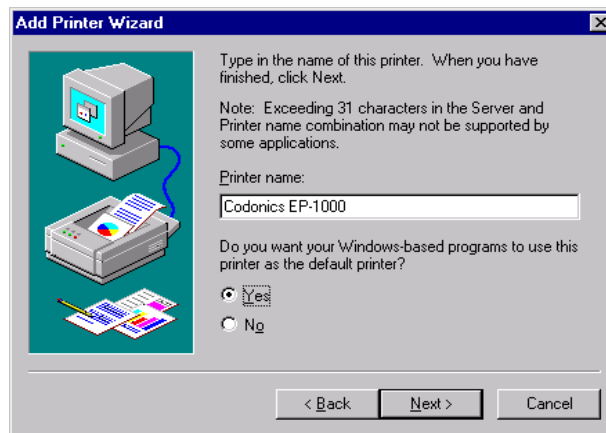 Add Printer Wizard
Type in the name of this printer. When you have
finished, click Next.
Note: Exceeding 31 characters in the Server and
Printer name combination may not be supported by
some applications.
Printer name:
Codonics EP-1000
Do you want your Windows-based programs to use this
printer as the default printer?
Yes
No
< Back
Next >
Cancel